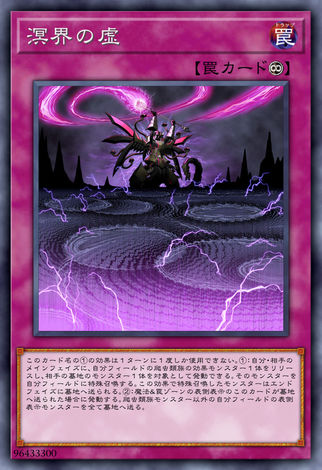 溟界の虚
トラップ
罠
【罠カード】
このカード名の①の効果は1ターンに1度しか使用できない。①:自分・相手の
メインフェイズに、自分フィールドの爬虫類族の効果モンスター1体をリリー
スし、相手の墓地のモンスター1体を対象として発動できる。そのモンスターを
自分フィールドに特殊召喚する。この効果で特殊召喚したモンスターはエンド
フェイズに墓地へ送られる。②:魔法&罠ゾーンの表側表示のこのカードが墓地
へ送られた場合に発動する。爬虫類族モンスター以外の自分フィールドの表側
表示モンスターを全て墓地へ送る。
96433300